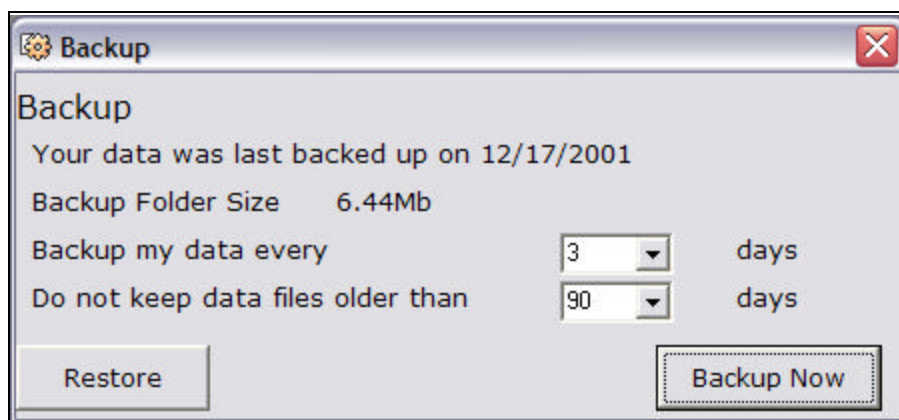 Backup
Backup
Your data was last backed up on 12/17/2001
Backup Folder Size 6.44Mb
Backup my data every 3 days
Do not keep data files older than 90 days
Restore Backup Now